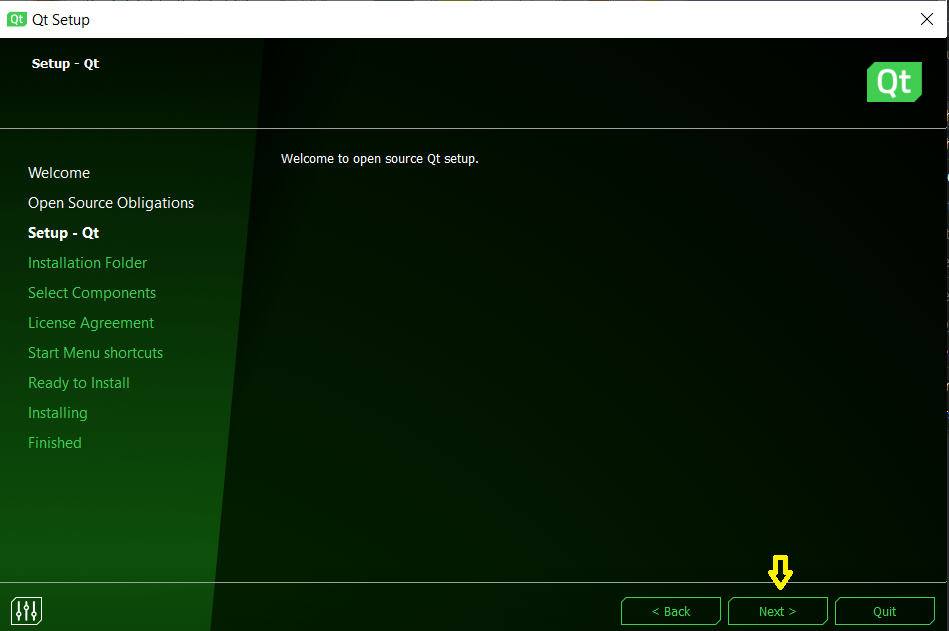 Qt Qt Setup
Setup - Qt
Qt
Welcome to open source Qt setup.
Welcome
Open Source Obligations
Setup - Qt
Installation Folder
Select Components
License Agreement
Start Menu shortcuts
Ready to Install
Installing
Finished
< Back
Next >
Quit